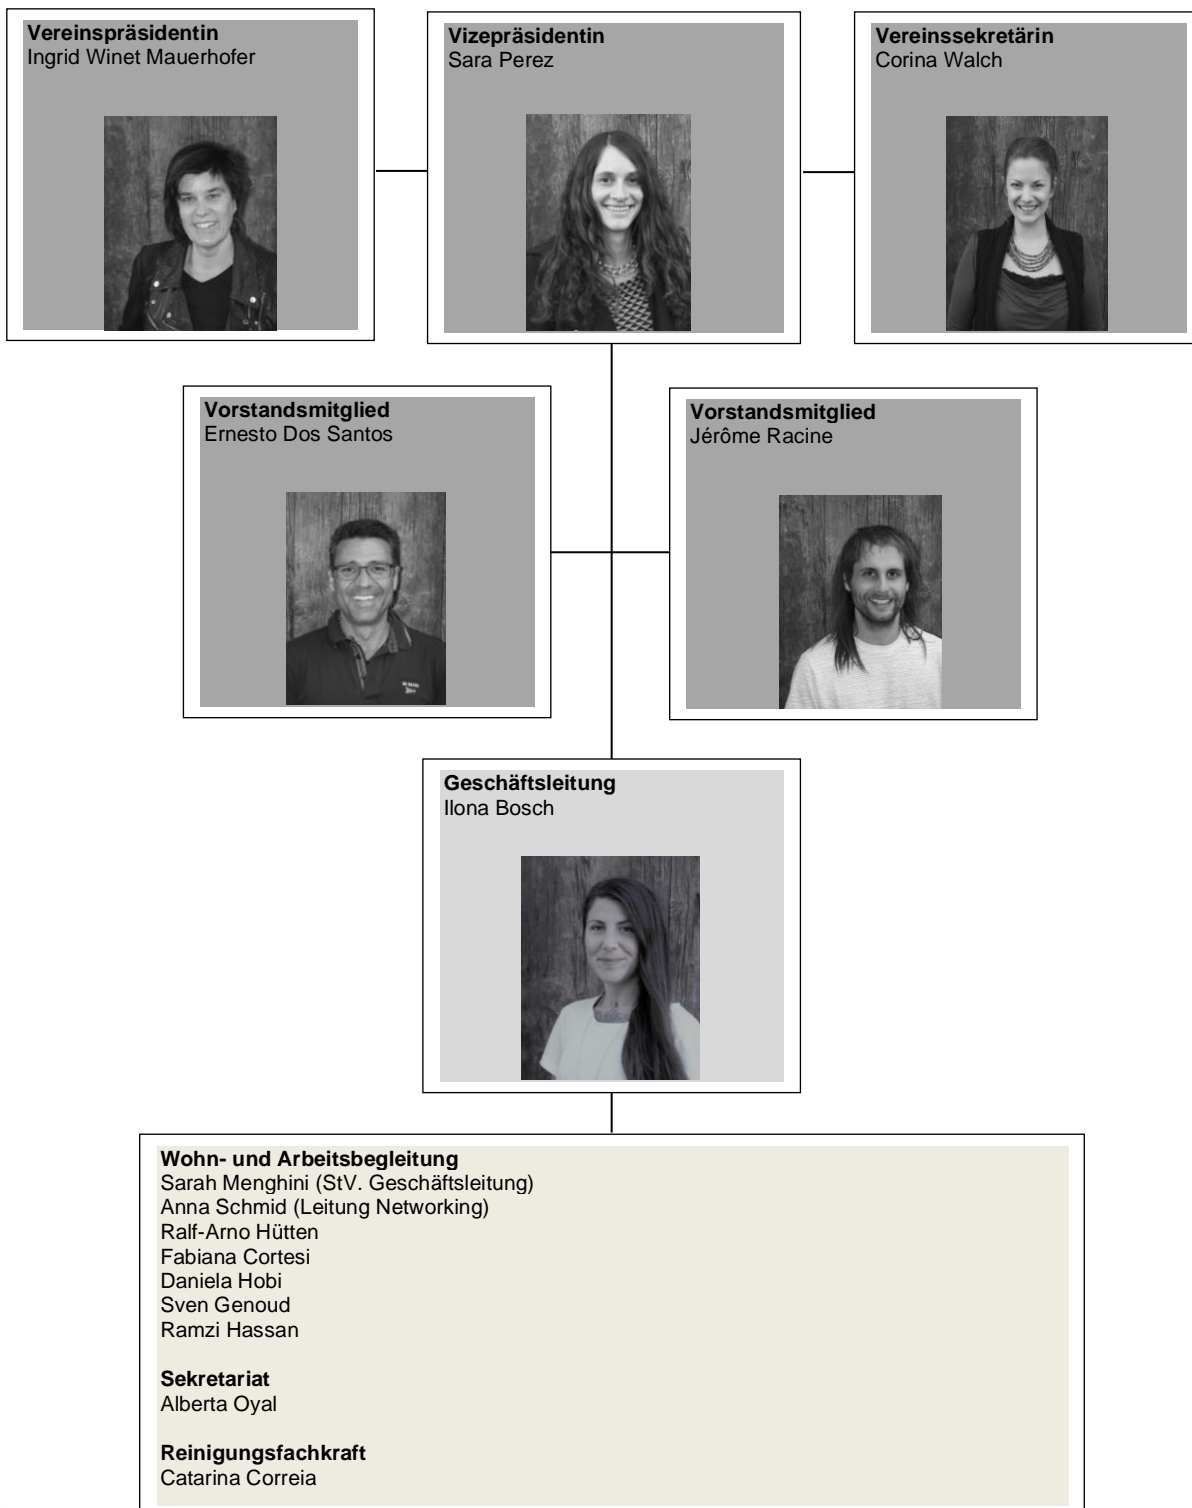 Vereinspräsidentin
Ingrid Winet Mauerhofer
Vizepräsidentin
Sara Perez
Vereinssekretärin
Corina Walch
Vorstandsmitglied
Ernesto Dos Santos
Vorstandsmitglied
Jérôme Racine
Geschäftsleitung
Ilona Bosch
Wohn- und Arbeitsbegleitung
Sarah Menghini (StV. Geschäftsleitung)
Anna Schmid (Leitung Networking)
Ralf-Arno Hütten
Fabiana Cortesi
Daniela Hobi
Sven Genoud
Ramzi Hassan
Sekretariat
Alberta Oyal
Reinigungsfachkraft
Catarina Correia